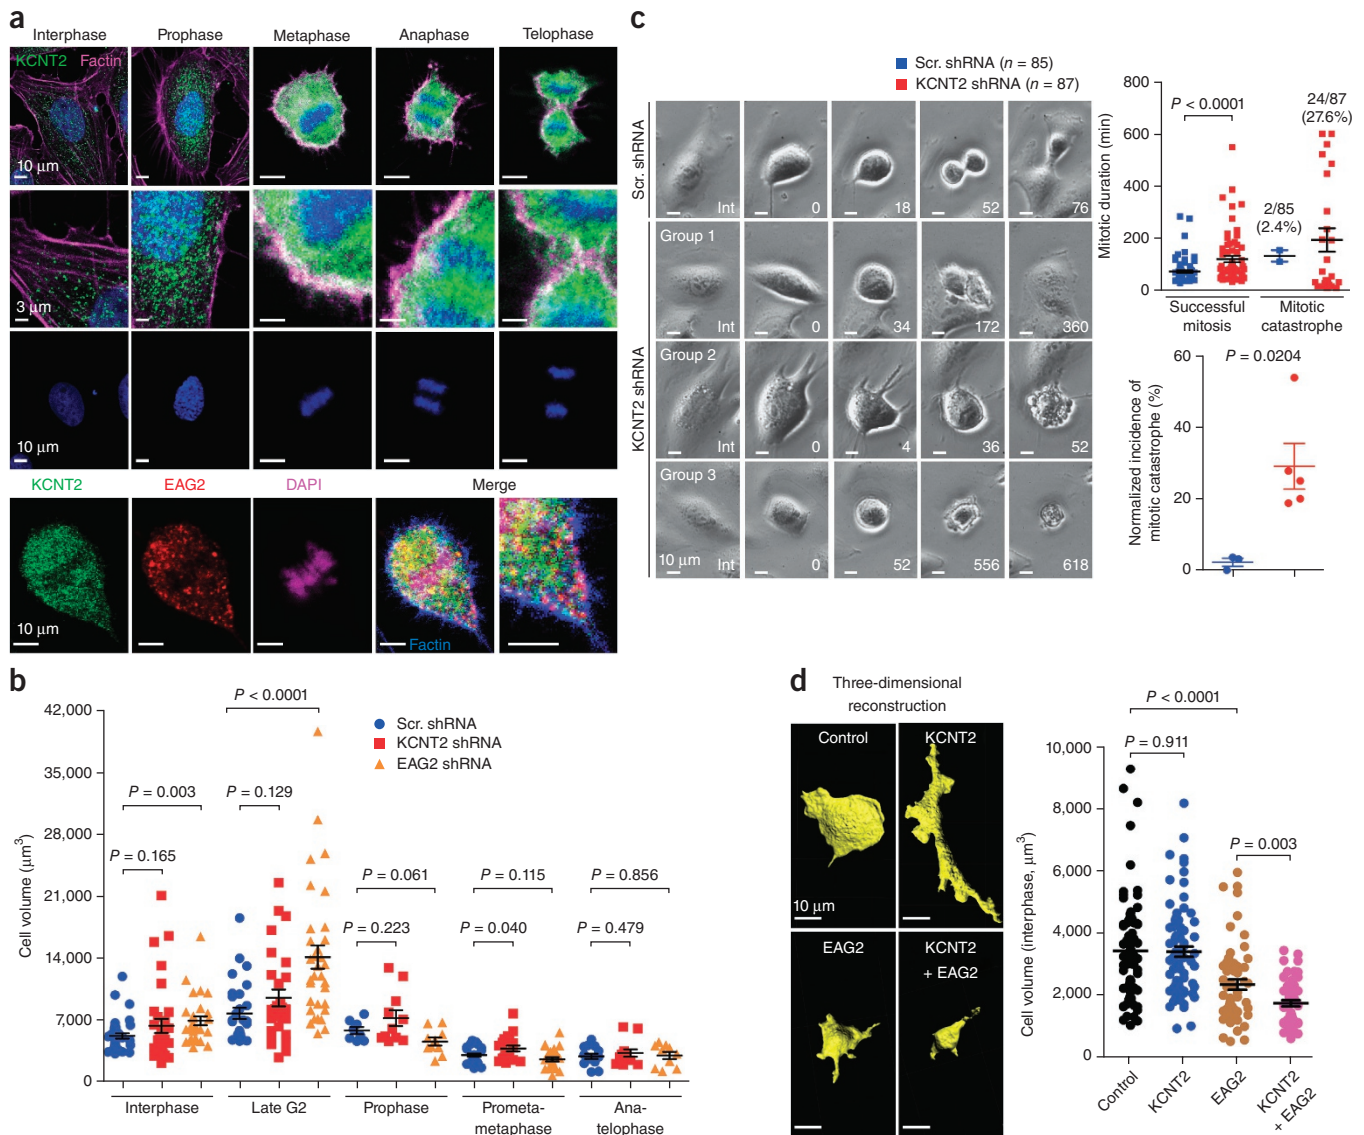 a
Interphase
Prophase
Metaphase
Anaphase
Telophase
KCNT2 Factin
10 μm
3 μm
10 μm
KCNT2
EAG2
DAPI
Merge
10 μm
Factin
b
P < 0.0001
Scr. shRNA
KCNT2 shRNA
EAG2 shRNA
P = 0.003
P = 0.129
P = 0.165
P = 0.061
P = 0.115
P = 0.856
P = 0.223
P = 0.040
P = 0.479
Cell volume (μm³)
42,000
35,000
28,000
21,000
14,000
7,000
0
Interphase
Late G2
Prophase
Prometa-
metaphase
Ana-
telophase
c
Scr. shRNA (n = 85)
KCNT2 shRNA (n = 87)
Scr. shRNA
Int
0
18
52
76
KCNT2 shRNA
Group 1
Int
0
34
172
360
Group 2
Int
0
4
36
52
Group 3
10 μm
Int
0
52
556
618
Mitotic duration (min)
800
600
400
200
0
P < 0.0001
24/87
(27.6%)
2/85
(2.4%)
Successful
mitosis
Mitotic
catastrophe
Normalized incidence of
mitotic catastrophe (%)
60
40
20
0
P = 0.0204
d
Three-dimensional
reconstruction
Control
KCNT2
10 μm
EAG2
KCNT2
+ EAG2
Cell volume (interphase, μm³)
10,000
8,000
6,000
4,000
2,000
0
P < 0.0001
P = 0.911
P = 0.003
Control
KCNT2
EAG2
KCNT2
+ EAG2